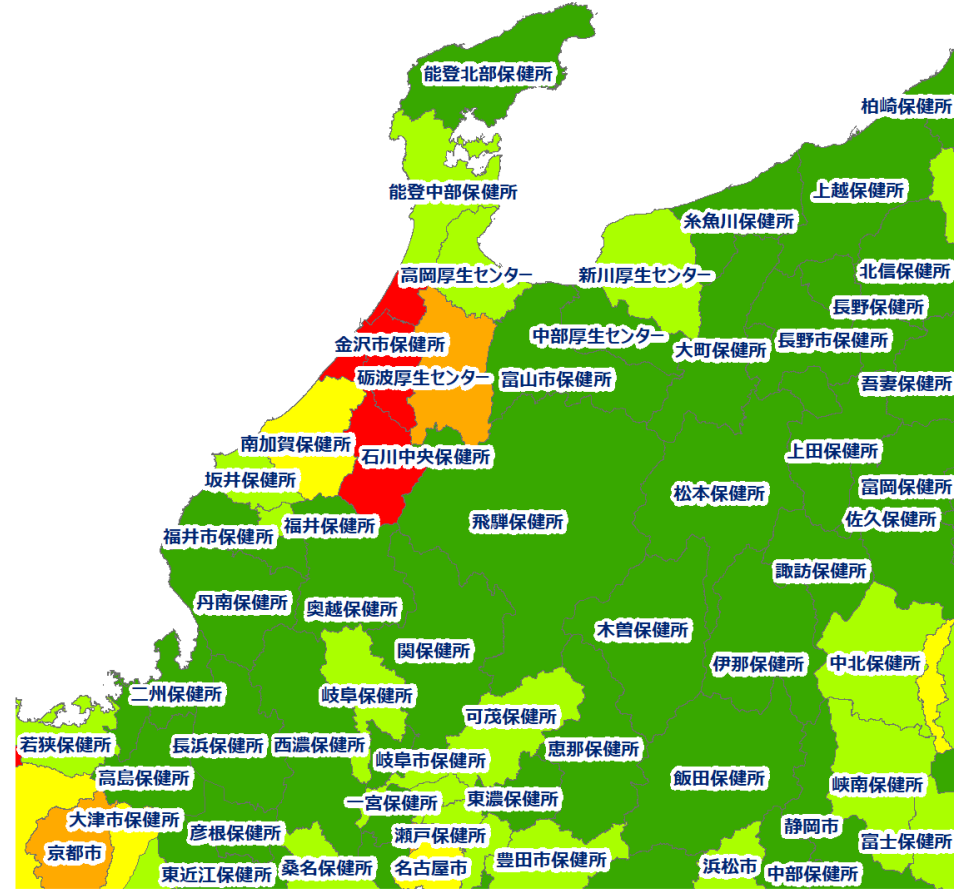 能登北部保健所
柏崎保健所
能登中部保健所
上越保健所
糸魚川保健所
高岡厚生センター
新川厚生センター
北信保健所
長野保健所
中部厚生センター
長野市保健所
金沢市保健所
大町保健所
砺波厚生センター
富山市保健所
吾妻保健所
南加賀保健所
石川中央保健所
上田保健所
坂井保健所
松本保健所
富岡保健所
福井保健所
飛騨保健所
佐久保健所
福井市保健所
諏訪保健所
丹南保健所
奥越保健所
木曽保健所
関保健所
伊那保健所
中北保健所
二州保健所
岐阜保健所
可茂保健所
若狭保健所
長浜保健所
西濃保健所
恵那保健所
岐阜市保健所
高島保健所
飯田保健所
峡南保健所
一宮保健所
東濃保健所
大津市保健所
彦根保健所
瀬戸保健所
静岡市
富士保健所
京都市
東近江保健所
桑名保健所
名古屋市
豊田市保健所
浜松市
中部保健所